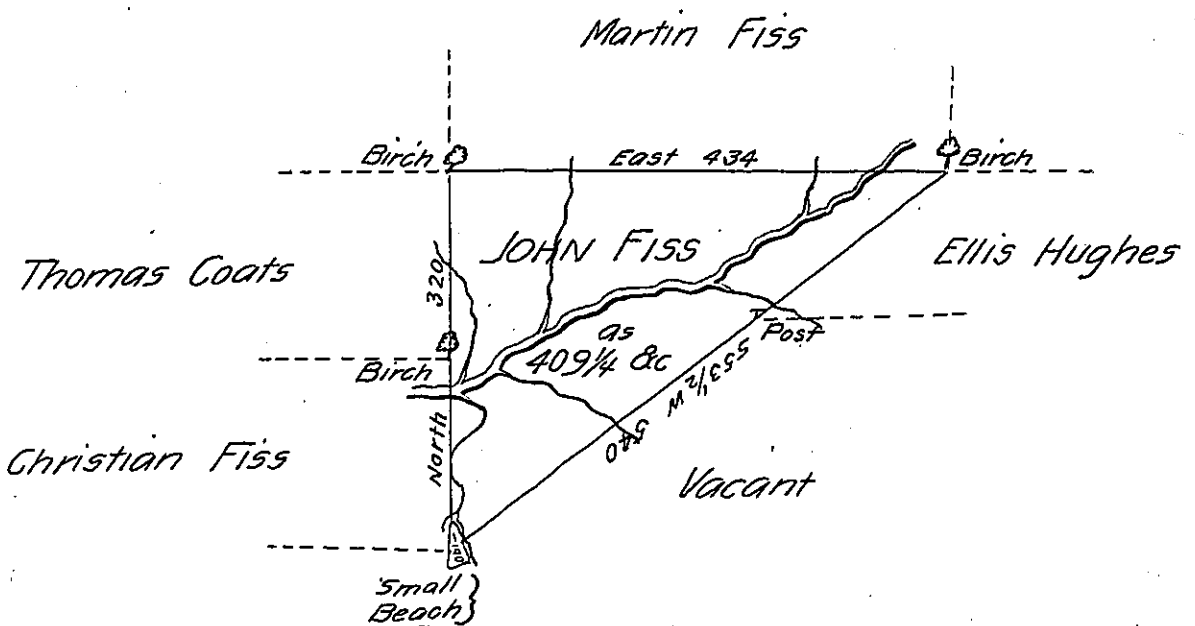 Martin Fiss
Birch
East 434
Birch
JOHN FISS
Ellis Hughes
Thomas Coats
320
as
409 1/4 &c
Post
Birch
S53 1/2 W
540
North
Christian Fiss
Vacant
Small
Beach